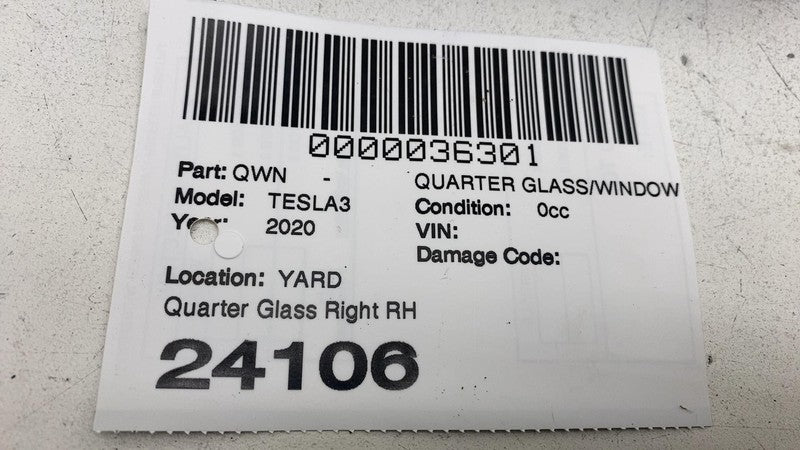 0000036301
Part: QWN - QUARTER GLASS/WINDOW
Model: TESLA3 Condition: 0cc
Year: 2020 VIN:
Damage Code:
Location: YARD
Quarter Glass Right RH
24106